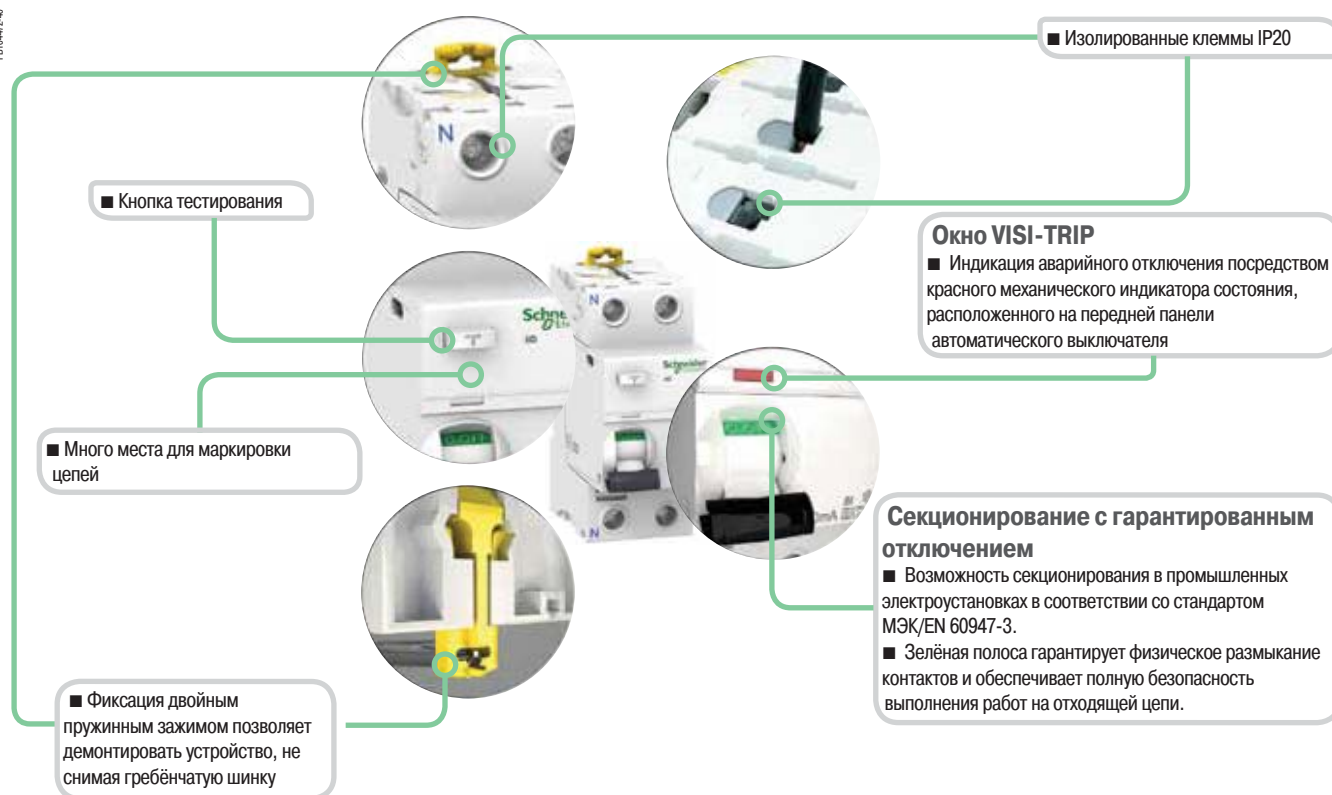 ■ Изолированные клеммы IP20
N
■ Кнопка тестирования
Окно VISI-TRIP
■ Индикация аварийного отключения посредством
красного механического индикатора состояния,
расположенного на передней панели
автоматического выключателя
Schne
iID
N
Schneider
■ Много места для маркировки
цепей
N
Секционирование с гарантированным
отключением
■ Возможность секционирования в промышленных
электроустановках в соответствии со стандартом
МЭК/EN 60947-3.
■ Зелёная полоса гарантирует физическое размыкание
контактов и обеспечивает полную безопасность
выполнения работ на отходящей цепи.
■ Фиксация двойным
пружинным зажимом позволяет
демонтировать устройство, не
снимая гребёнчатую шинку